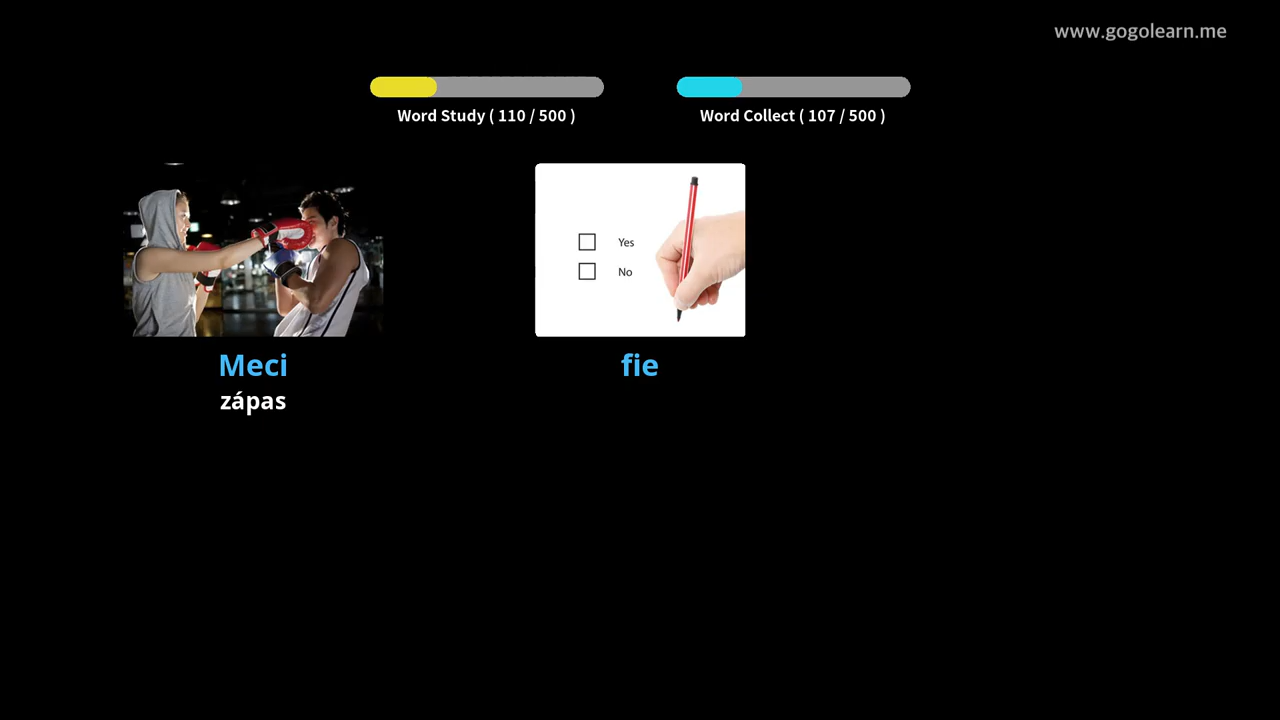 www.gogolearn.me
Word Study ( 110 / 500 )
Word Collect ( 107 / 500 )
Yes
No
Meci
fie
zápas